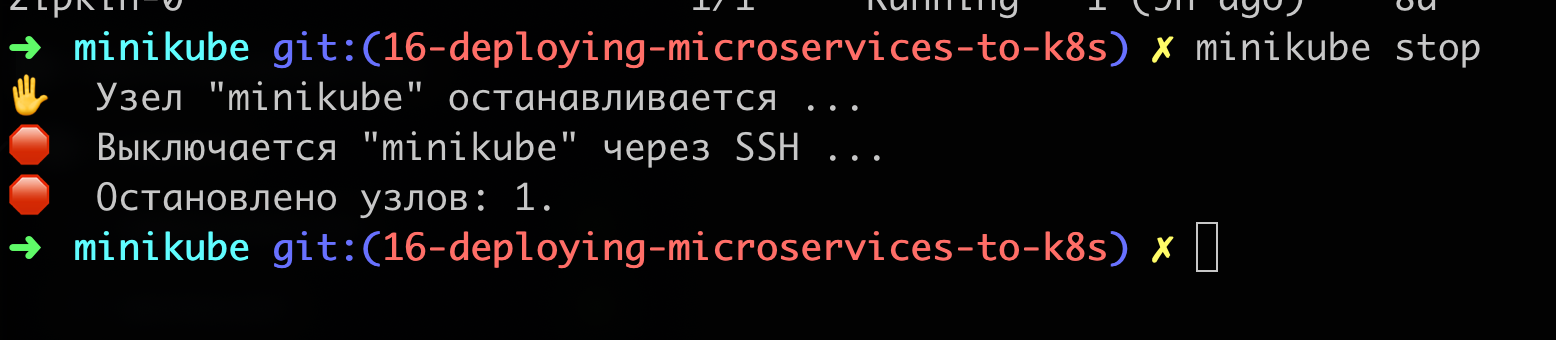 zipkin-0 1/1 Running 1 (5h ago) 8d
➜ minikube git:(16-deploying-microservices-to-k8s) ✗ minikube stop
✋ Узел "minikube" останавливается ...
🛑 Выключается "minikube" через SSH ...
🛑 Остановлено узлов: 1.
➜ minikube git:(16-deploying-microservices-to-k8s) ✗